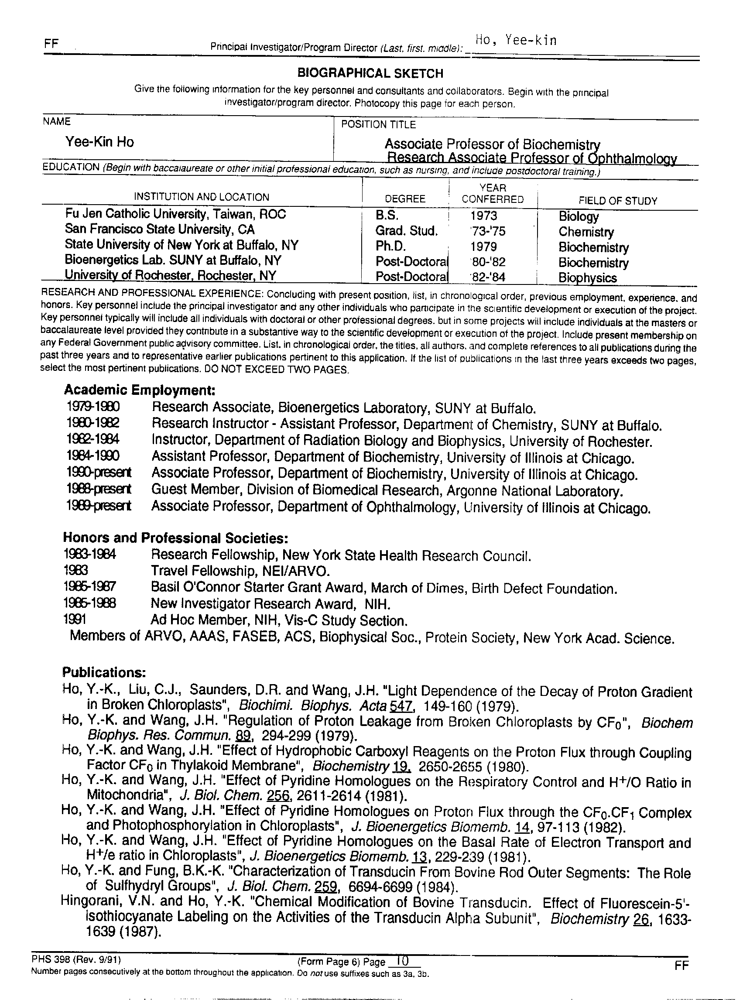 FF
Principal Investigator/Program Director (Last, first, middle): Ho, Yee-kin
BIOGRAPHICAL SKETCH
Give the following information for the key personnel and consultants and collaborators. Begin with the principal
investigator/program director. Photocopy this page for each person.
NAME
POSITION TITLE
Yee-Kin Ho
Associate Professor of Biochemistry
Research Associate Professor of Ophthalmology
EDUCATION (Begin with baccalaureate or other initial professional education, such as nursing, and include postdoctoral training.)
INSTITUTION AND LOCATION DEGREE YEAR CONFERRED FIELD OF STUDY
Fu Jen Catholic University, Taiwan, ROC B.S. 1973 Biology
San Francisco State University, CA Grad. Stud. '73-'75 Chemistry
State University of New York at Buffalo, NY Ph.D. 1979 Biochemistry
Bioenergetics Lab. SUNY at Buffalo, NY Post-Doctoral '80-'82 Biochemistry
University of Rochester, Rochester, NY Post-Doctoral '82-'84 Biophysics
RESEARCH AND PROFESSIONAL EXPERIENCE: Concluding with present position, list, in chronological order, previous employment, experience, and
honors. Key personnel include the principal investigator and any other individuals who participate in the scientific development or execution of the project.
Key personnel typically will include all individuals with doctoral or other professional degrees, but in some projects will include individuals at the masters or
baccalaureate level provided they contribute in a substantive way to the scientific development or execution of the project. Include present membership on
any Federal Government public advisory committee. List, in chronological order, the titles, all authors, and complete references to all publications during the
past three years and to representative earlier publications pertinent to this application. If the list of publications in the last three years exceeds two pages,
select the most pertinent publications. DO NOT EXCEED TWO PAGES.
Academic Employment:
1979-1980 Research Associate, Bioenergetics Laboratory, SUNY at Buffalo.
1980-1982 Research Instructor - Assistant Professor, Department of Chemistry, SUNY at Buffalo.
1982-1984 Instructor, Department of Radiation Biology and Biophysics, University of Rochester.
1984-1990 Assistant Professor, Department of Biochemistry, University of Illinois at Chicago.
1990-present Associate Professor, Department of Biochemistry, University of Illinois at Chicago.
1988-present Guest Member, Division of Biomedical Research, Argonne National Laboratory.
1989-present Associate Professor, Department of Ophthalmology, University of Illinois at Chicago.
Honors and Professional Societies:
1983-1984 Research Fellowship, New York State Health Research Council.
1983 Travel Fellowship, NEI/ARVO.
1985-1987 Basil O'Connor Starter Grant Award, March of Dimes, Birth Defect Foundation.
1985-1988 New Investigator Research Award, NIH.
1991 Ad Hoc Member, NIH, Vis-C Study Section.
Members of ARVO, AAAS, FASEB, ACS, Biophysical Soc., Protein Society, New York Acad. Science.
Publications:
Ho, Y.-K., Liu, C.J., Saunders, D.R. and Wang, J.H. "Light Dependence of the Decay of Proton Gradient
in Broken Chloroplasts", Biochimi. Biophys. Acta 547, 149-160 (1979).
Ho, Y.-K. and Wang, J.H. "Regulation of Proton Leakage from Broken Chloroplasts by CF₀", Biochem
Biophys. Res. Commun. 89, 294-299 (1979).
Ho, Y.-K. and Wang, J.H. "Effect of Hydrophobic Carboxyl Reagents on the Proton Flux through Coupling
Factor CF₀ in Thylakoid Membrane", Biochemistry 19, 2650-2655 (1980).
Ho, Y.-K. and Wang, J.H. "Effect of Pyridine Homologues on the Respiratory Control and H⁺/O Ratio in
Mitochondria", J. Biol. Chem. 256, 2611-2614 (1981).
Ho, Y.-K. and Wang, J.H. "Effect of Pyridine Homologues on Proton Flux through the CF₀.CF₁ Complex
and Photophosphorylation in Chloroplasts", J. Bioenergetics Biomemb. 14, 97-113 (1982).
Ho, Y.-K. and Wang, J.H. "Effect of Pyridine Homologues on the Basal Rate of Electron Transport and
H⁺/e ratio in Chloroplasts", J. Bioenergetics Biomemb. 13, 229-239 (1981).
Ho, Y.-K. and Fung, B.K.-K. "Characterization of Transducin From Bovine Rod Outer Segments: The Role
of Sulfhydryl Groups", J. Biol. Chem. 259, 6694-6699 (1984).
Hingorani, V.N. and Ho, Y.-K. "Chemical Modification of Bovine Transducin. Effect of Fluorescein-5'-
isothiocyanate Labeling on the Activities of the Transducin Alpha Subunit", Biochemistry 26, 1633-
1639 (1987).
PHS 398 (Rev. 9/91) (Form Page 6) Page 10 FF
Number pages consecutively at the bottom throughout the application. Do not use suffixes such as 3a, 3b.